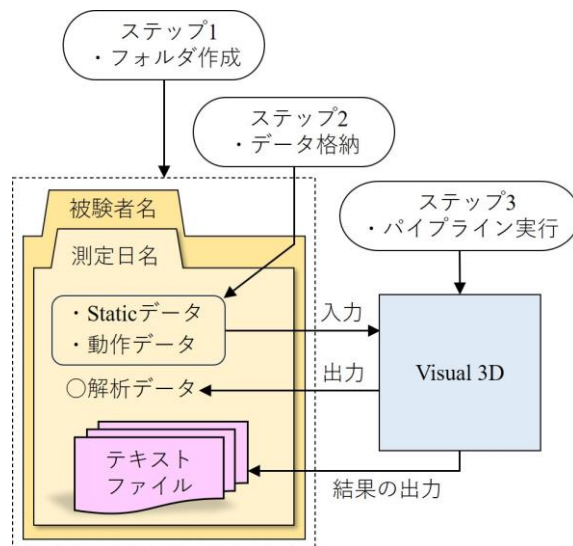 ステップ1
・フォルダ作成
ステップ2
・データ格納
ステップ3
・パイプライン実行
被験者名
測定日名
・Staticデータ
・動作データ
入力
出力
〇解析データ
Visual 3D
テキスト
ファイル
結果の出力